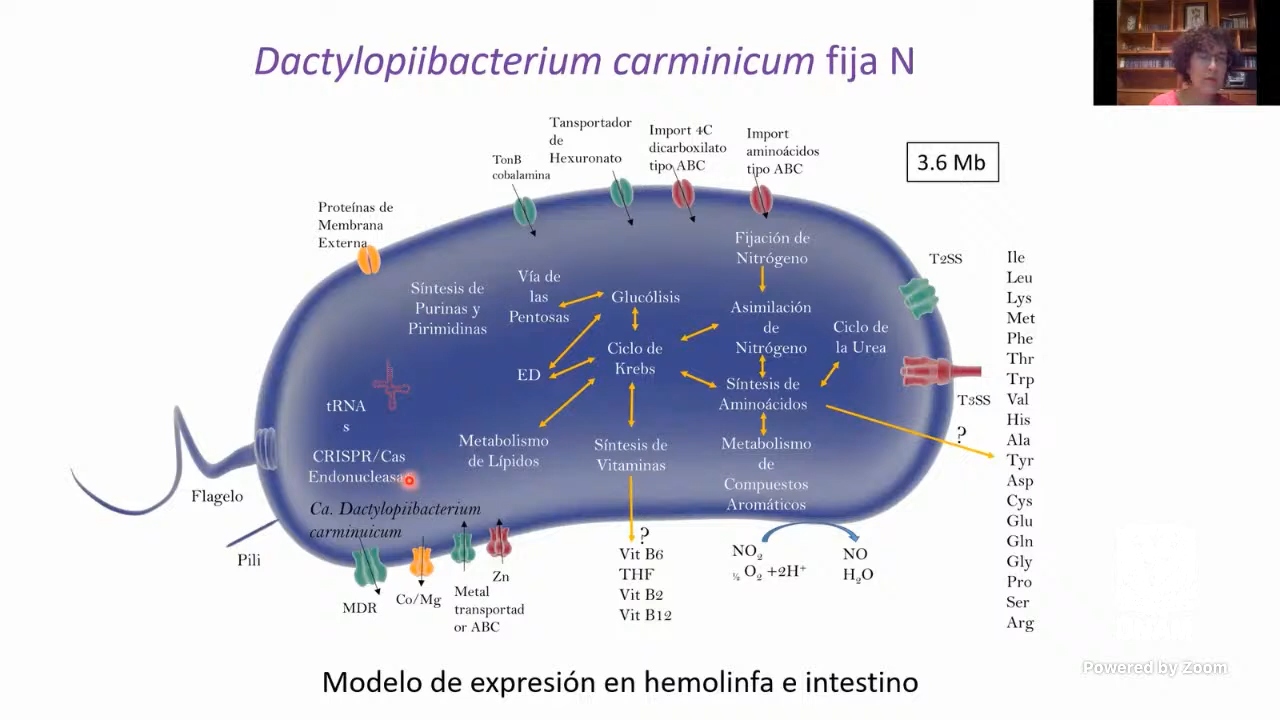 Dactylopiibacterium carminicum fija N
3.6 Mb
Tansportador
de
Hexuronato
Import 4C
dicarboxilato
tipo ABC
Import
aminoácidos
tipo ABC
TonB
cobalamina
Proteínas de
Membrana
Externa
Fijación de
Nitrógeno
T2SS
Síntesis de
Purinas y
Pirimidinas
Vía de
las
Pentosas
Glucólisis
Asimilación
de
Nitrógeno
Ciclo de
la Urea
Ciclo de
Krebs
ED
Síntesis de
Aminoácidos
T3SS
tRNA
s
CRISPR/Cas
Endonucleasas
Metabolismo
de Lípidos
Síntesis de
Vitaminas
Metabolismo
de
Compuestos
Aromáticos
?
Ile
Leu
Lys
Met
Phe
Thr
Trp
Val
His
Ala
Tyr
Asp
Cys
Glu
Gln
Gly
Pro
Ser
Arg
Flagelo
Pili
Ca. Dactylopiibacterium
carminuicum
MDR
Co/Mg
Metal
transportad
or ABC
Zn
?
Vit B6
THF
Vit B2
Vit B12
NO₂
½ O₂ +2H⁺
NO
H₂O
UNAM
Powered by Zoom
Modelo de expresión en hemolinfa e intestino